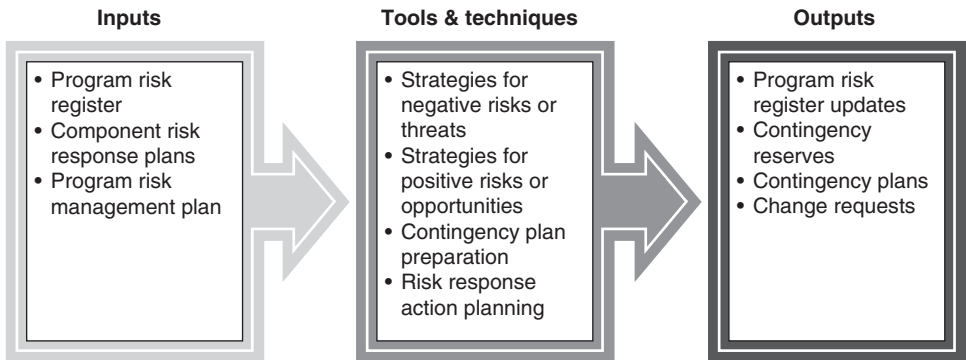 Inputs
• Program risk
register
• Component risk
response plans
• Program risk
management plan
Tools & techniques
• Strategies for
negative risks or
threats
• Strategies for
positive risks or
opportunities
• Contingency plan
preparation
• Risk response
action planning
Outputs
• Program risk
register updates
• Contingency
reserves
• Contingency plans
• Change requests